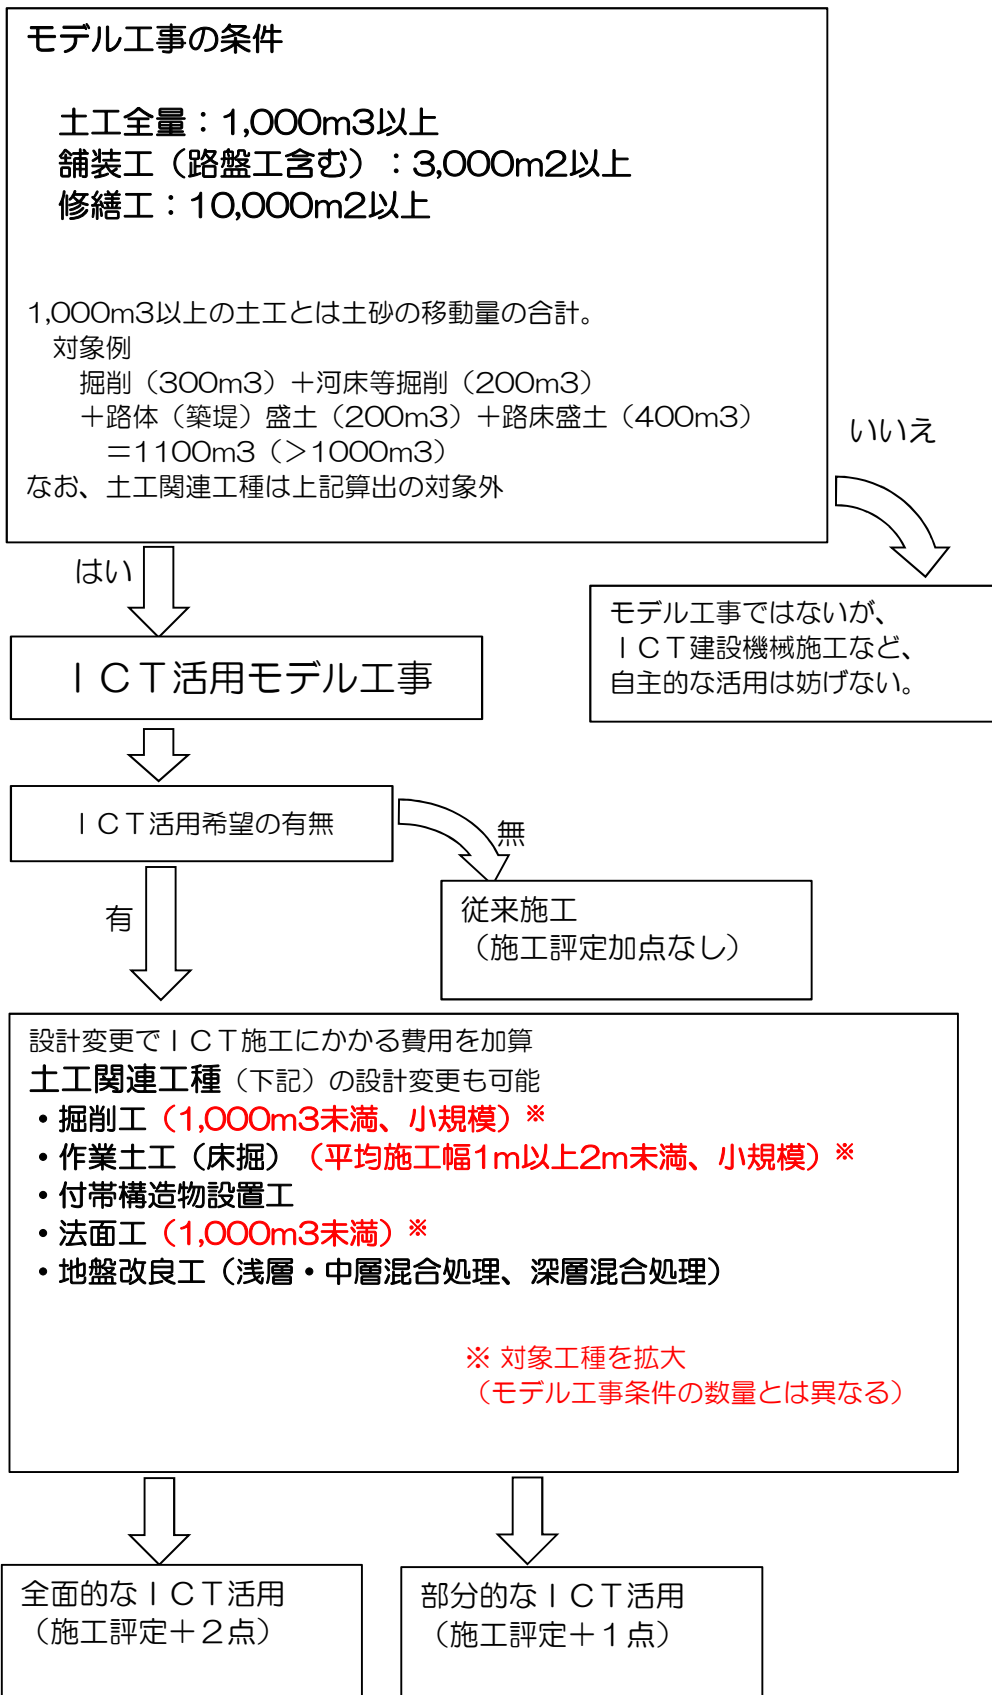 モデル工事の条件
土工全量：1,000m3以上
舗装工（路盤工含む）：3,000m2以上
修繕工：10,000m2以上
1,000m3以上の土工とは土砂の移動量の合計。
対象例
掘削（300m3）＋河床等掘削（200m3）
＋路体（築堤）盛土（200m3）＋路床盛土（400m3）
＝1100m3（＞1000m3）
なお、土工関連工種は上記算出の対象外
いいえ
はい
モデル工事ではないが、
ＩＣＴ建設機械施工など、
自主的な活用は妨げない。
ＩＣＴ活用モデル工事
ＩＣＴ活用希望の有無
無
有
従来施工
（施工評定加点なし）
設計変更でＩＣＴ施工にかかる費用を加算
土工関連工種（下記）の設計変更も可能
・掘削工（1,000m3未満、小規模）※
・作業土工（床掘）（平均施工幅1m以上2m未満、小規模）※
・付帯構造物設置工
・法面工（1,000m3未満）※
・地盤改良工（浅層・中層混合処理、深層混合処理）
※ 対象工種を拡大
（モデル工事条件の数量とは異なる）
全面的なＩＣＴ活用
（施工評定＋２点）
部分的なＩＣＴ活用
（施工評定＋１点）